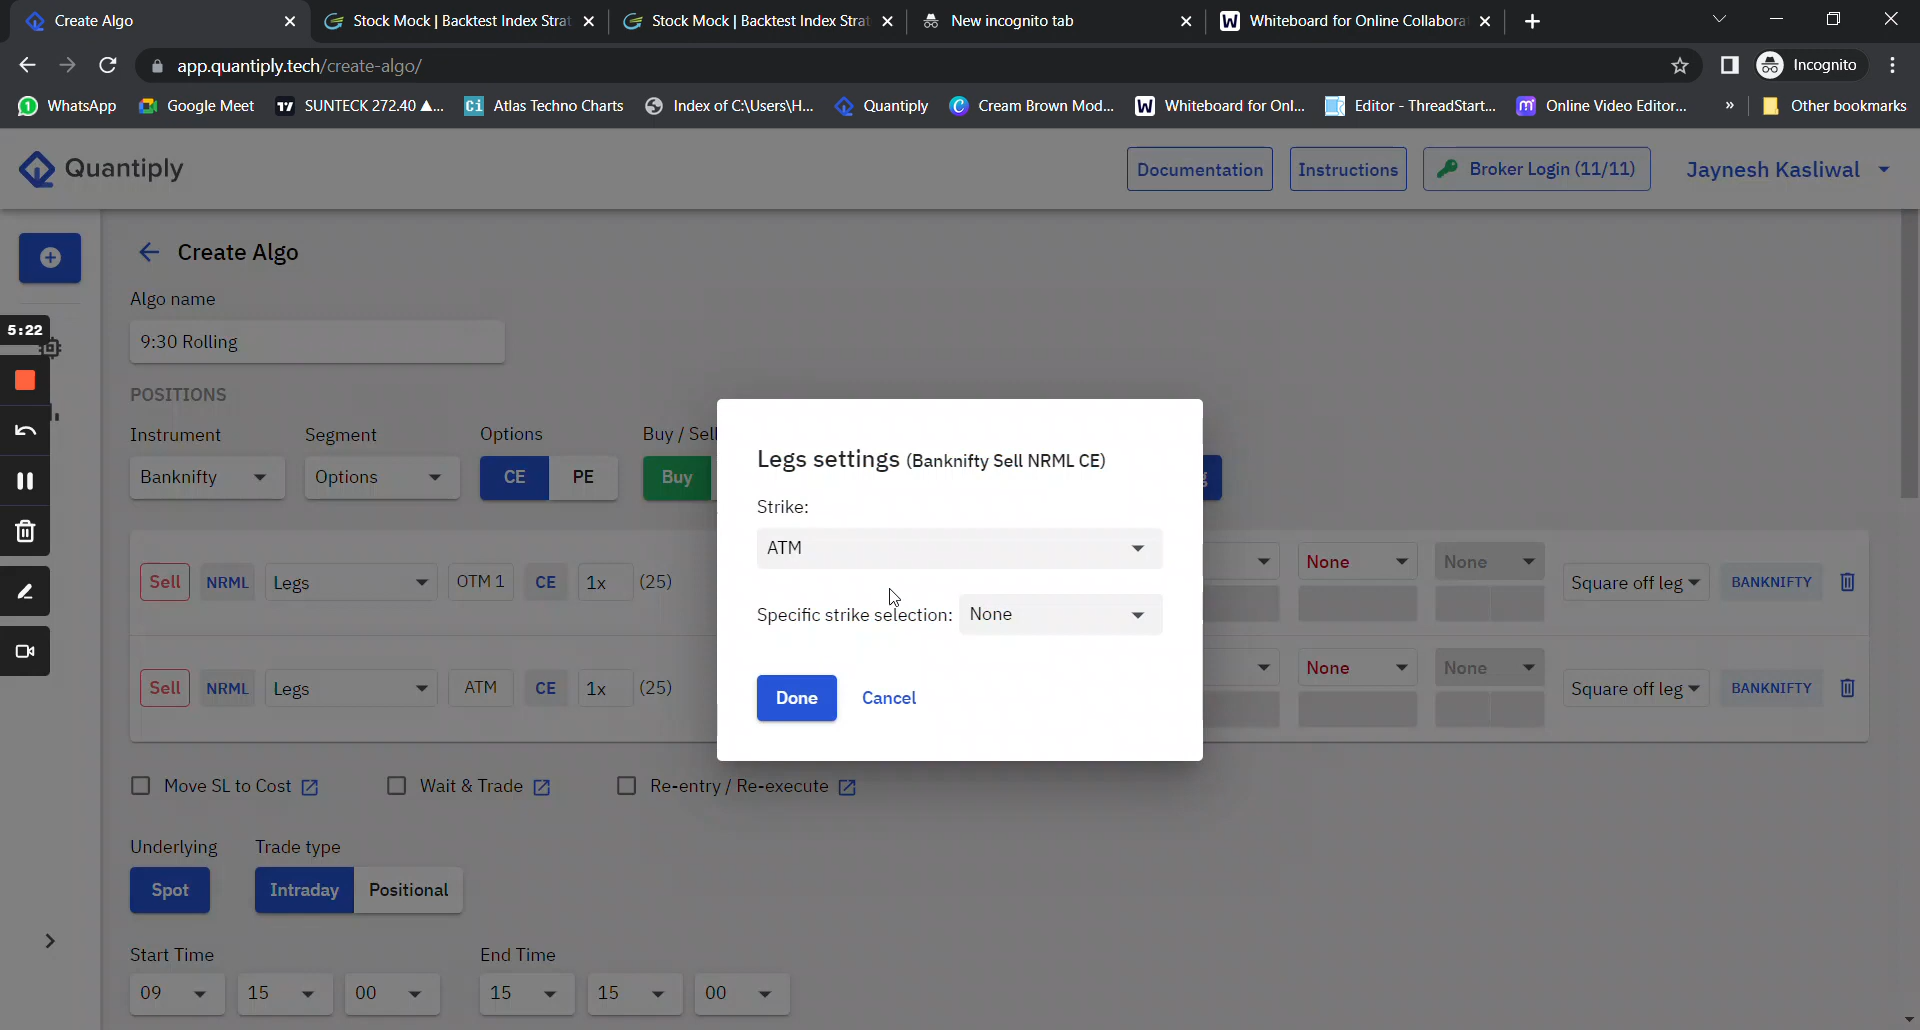 Create Algo
Stock Mock | Backtest Index Strat
Stock Mock | Backtest Index Strat
New incognito tab
Whiteboard for Online Collaborat
app.quantiply.tech/create-algo/
Incognito
WhatsApp
Google Meet
SUNTECK 272.40 ▲...
Atlas Techno Charts
Index of C:\Users\H...
Quantiply
Cream Brown Mod...
Whiteboard for Onl...
Editor - ThreadStart...
Online Video Editor...
»
Other bookmarks
Quantiply
Documentation
Instructions
Broker Login (11/11)
Jaynesh Kasliwal
Create Algo
Algo name
5:22
9:30 Rolling
POSITIONS
Instrument
Segment
Options
Buy / Sell
Banknifty
Options
CE
PE
Buy
Legs settings (Banknifty Sell NRML CE)
Strike:
ATM
Specific strike selection:
None
Done
Cancel
Sell
NRML
Legs
OTM 1
CE
1x
(25)
None
None
Square off leg
BANKNIFTY
Sell
NRML
Legs
ATM
CE
1x
(25)
None
None
Square off leg
BANKNIFTY
Move SL to Cost
Wait & Trade
Re-entry / Re-execute
Underlying
Trade type
Spot
Intraday
Positional
Start Time
End Time
09
15
00
15
15
00